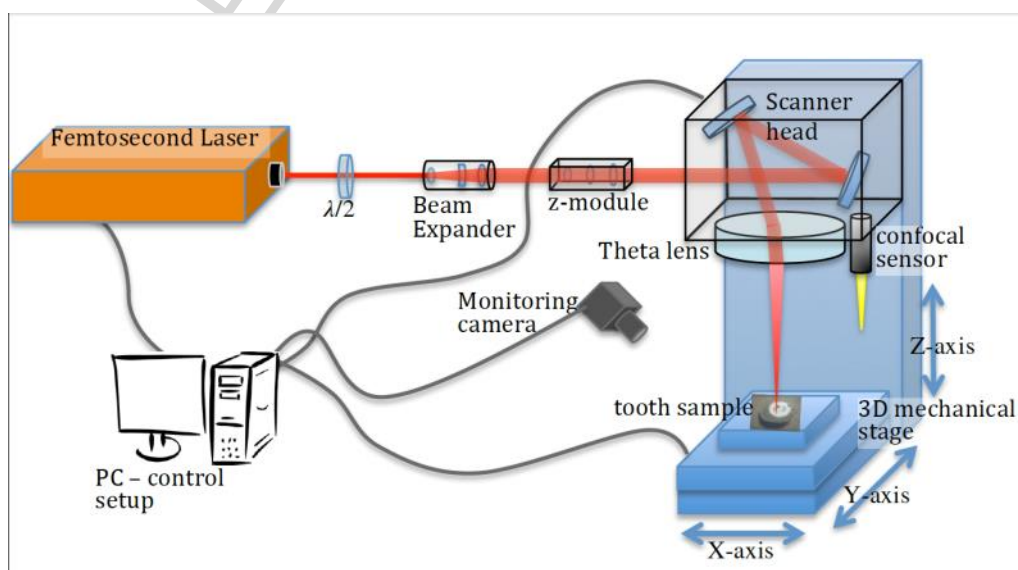 Femtosecond Laser
λ/2
Beam
Expander
z-module
Scanner
head
Theta lens
confocal
sensor
Monitoring
camera
Z-axis
tooth sample
3D mechanical
stage
PC – control
setup
Y-axis
X-axis